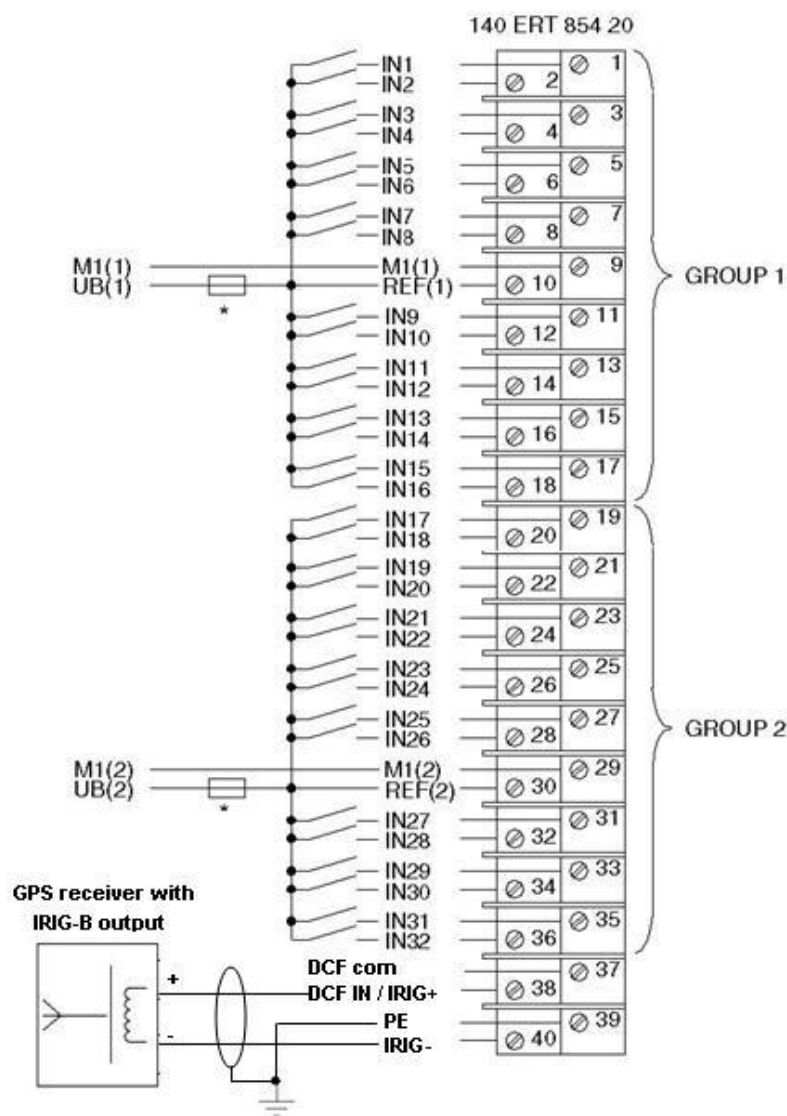 140 ERT 854 20
IN1 1
IN2 2
IN3 3
IN4 4
IN5 5
IN6 6
IN7 7
IN8 8
M1(1) M1(1) 9
UB(1) REF(1) 10
*
GROUP 1
IN9 11
IN10 12
IN11 13
IN12 14
IN13 15
IN14 16
IN15 17
IN16 18
IN17 19
IN18 20
IN19 21
IN20 22
IN21 23
IN22 24
IN23 25
IN24 26
IN25 27
IN26 28
GROUP 2
M1(2) M1(2) 29
UB(2) REF(2) 30
*
IN27 31
IN28 32
IN29 33
IN30 34
IN31 35
IN32 36
GPS receiver with
IRIG-B output
+
-
DCF com 37
DCF IN / IRIG+ 38
PE 39
IRIG- 40